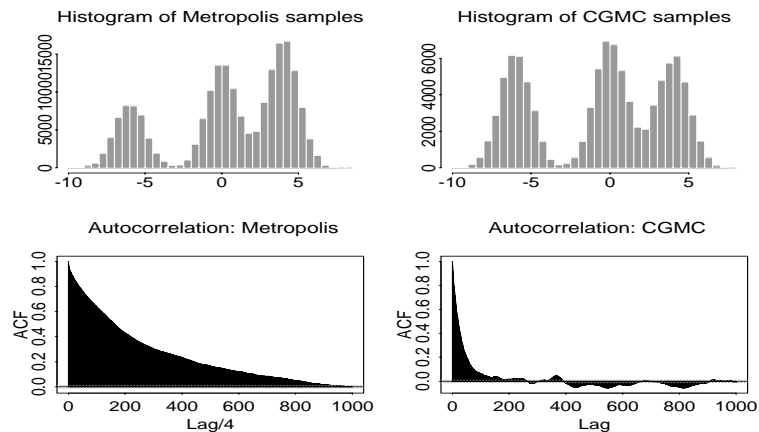 Histogram of Metropolis samples
0 5000 1000015000
-10 -5 0 5
Histogram of CGMC samples
0 2000 4000 6000
-10 -5 0 5
Autocorrelation: Metropolis
ACF
0.0 0.2 0.4 0.6 0.8 1.0
0 200 400 600 800 1000
Lag/4
Autocorrelation: CGMC
ACF
0.0 0.2 0.4 0.6 0.8 1.0
0 200 400 600 800 1000
Lag